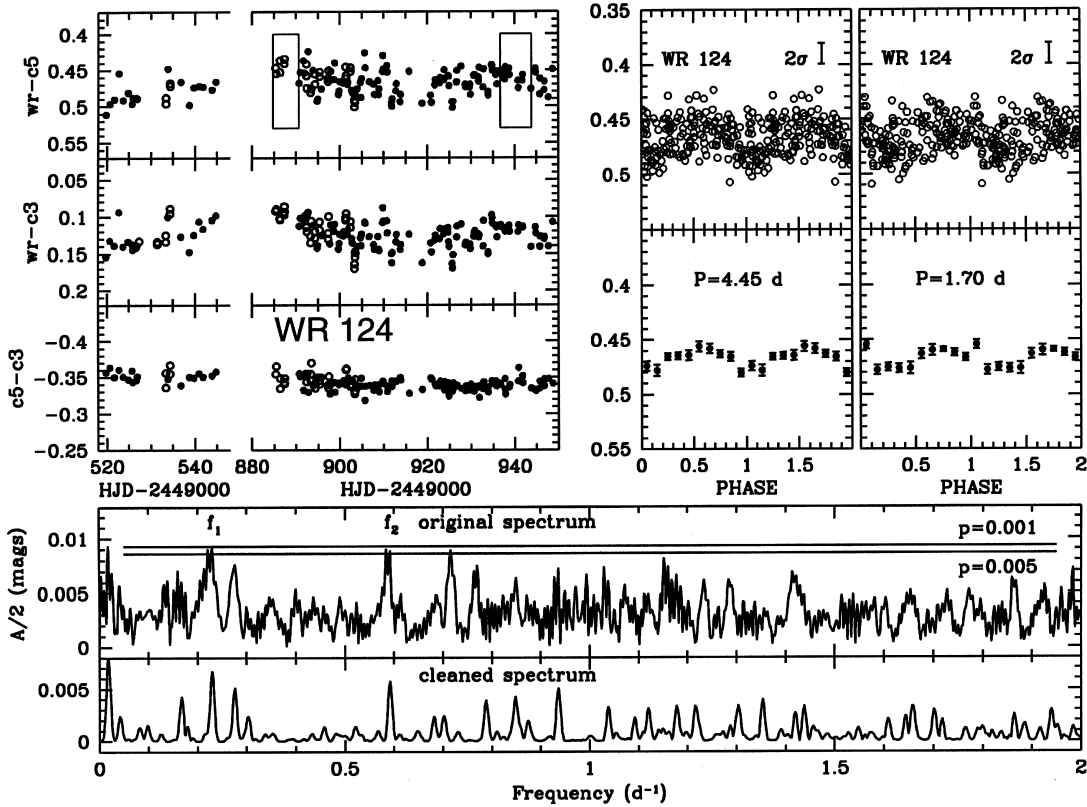 wr-c5
0.4
0.45
0.5
0.55
wr-c3
0.05
0.1
0.15
0.2
c5-c3
-0.4
-0.35
-0.3
-0.25
WR 124
520 540
880 900 920 940
HJD-2449000 HJD-2449000
0.35
0.4
0.45
0.5
WR 124 2σ
WR 124 2σ
0.4
0.45
0.5
0.55
P=4.45 d
P=1.70 d
0 0.5 1 1.5
0.5 1 1.5 2
PHASE PHASE
A/2 (mags)
0.01
0.005
0
f1 f2 original spectrum
p=0.001
p=0.005
0.005
0
cleaned spectrum
0 0.5 1 1.5 2
Frequency (d⁻¹)